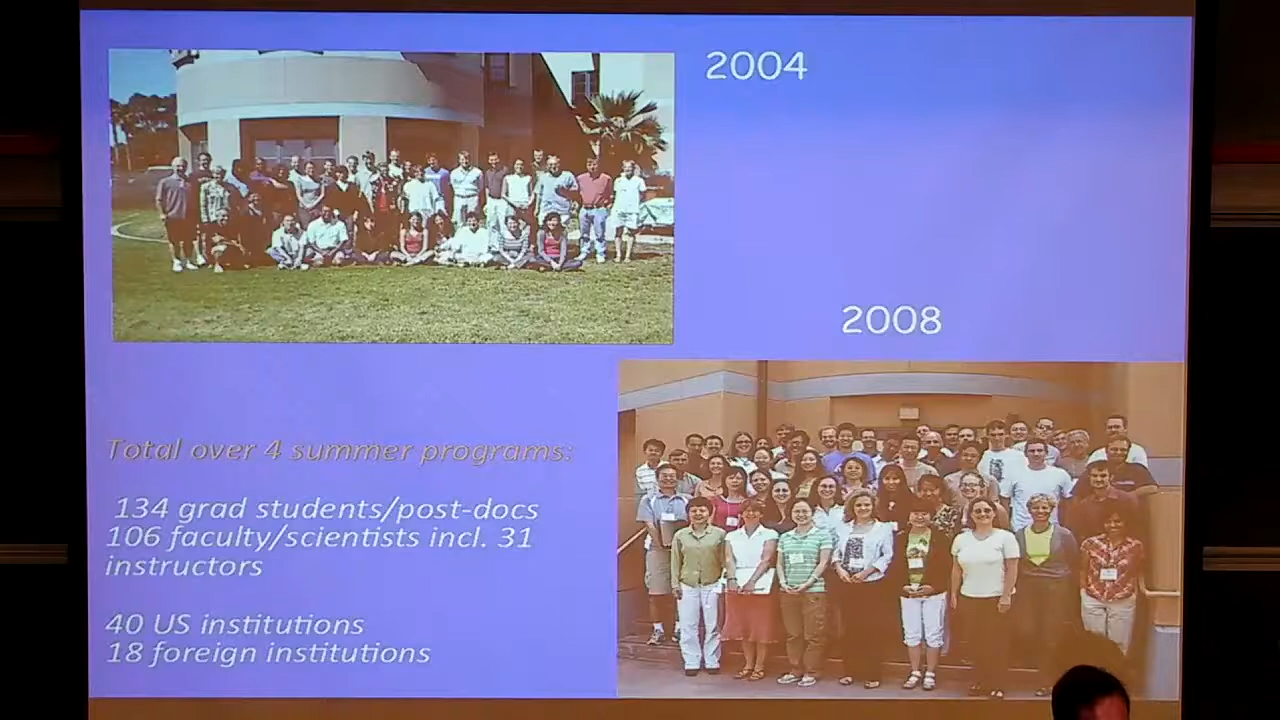 2004
2008
Total over 4 summer programs:
134 grad students/post-docs
106 faculty/scientists incl. 31
instructors
40 US institutions
18 foreign institutions